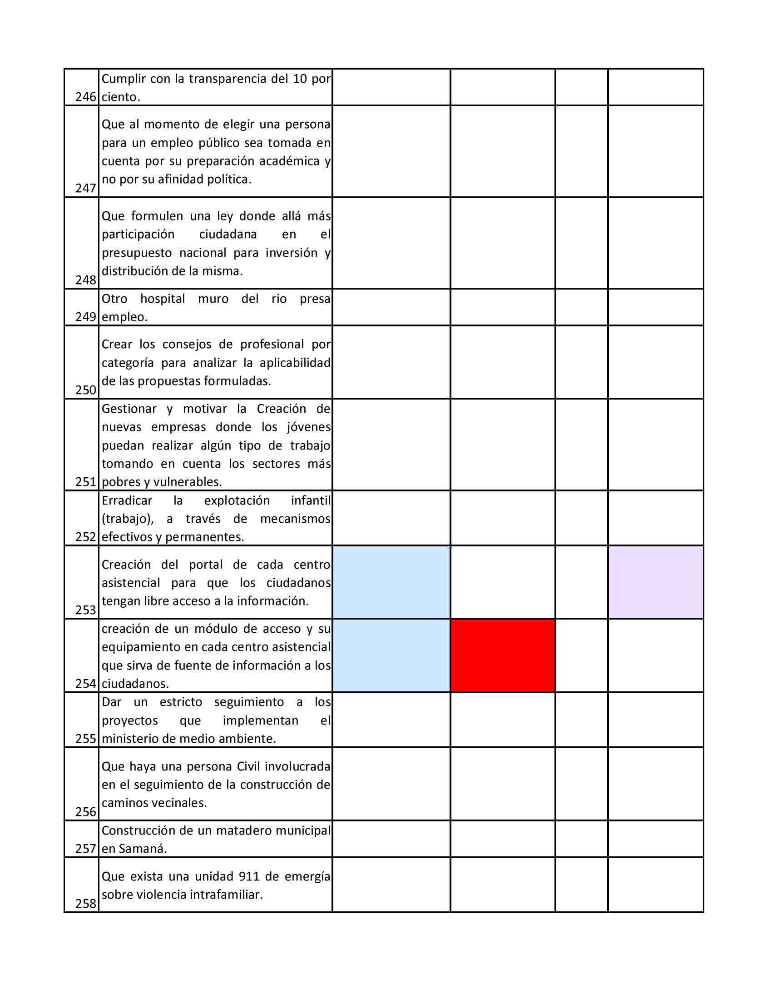 Cumplir con la transparencia del 10 por
246 ciento.
Que al momento de elegir una persona
para un empleo público sea tomada en
cuenta por su preparación académica y
no por su afinidad política.
247
Que formulen una ley donde allá más
participación ciudadana en el
presupuesto nacional para inversión y
distribución de la misma.
248
Otro hospital muro del rio presa
249 empleo.
Crear los consejos de profesional por
categoría para analizar la aplicabilidad
de las propuestas formuladas.
250
Gestionar y motivar la Creación de
nuevas empresas donde los jóvenes
puedan realizar algún tipo de trabajo
tomando en cuenta los sectores más
251 pobres y vulnerables.
Erradicar la explotación infantil
(trabajo), a través de mecanismos
252 efectivos y permanentes.
Creación del portal de cada centro
asistencial para que los ciudadanos
tengan libre acceso a la información.
253
creación de un módulo de acceso y su
equipamiento en cada centro asistencial
que sirva de fuente de información a los
254 ciudadanos.
Dar un estricto seguimiento a los
proyectos que implementan el
255 ministerio de medio ambiente.
Que haya una persona Civil involucrada
en el seguimiento de la construcción de
caminos vecinales.
256
Construcción de un matadero municipal
257 en Samaná.
Que exista una unidad 911 de emergía
sobre violencia intrafamiliar.
258